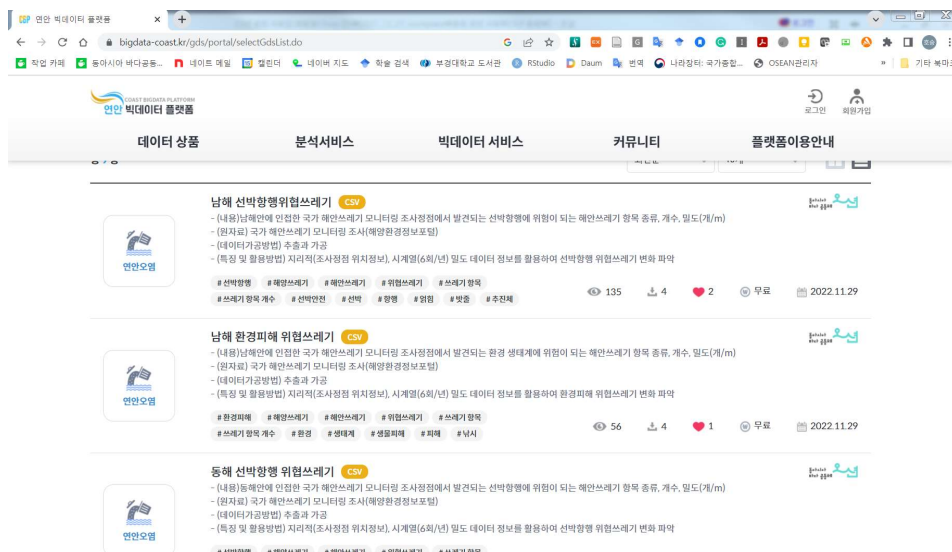 연안 빅데이터 플랫폼
bigdata-coast.kr/gds/portal/selectGdsList.do
작업 카페 동아시아 바다공동... 네이트 메일 캘린더 네이버 지도 학술 검색 부경대학교 도서관 RStudio Daum 번역 나라장터: 국가종합... OSEAN관리자 » 기타 북마크
COAST BIGDATA PLATFORM
연안 빅데이터 플랫폼
로그인 회원가입
데이터 상품 분석서비스 빅데이터 서비스 커뮤니티 플랫폼이용안내
남해 선박항행위협쓰레기 CSV
- (내용)남해안에 인접한 국가 해안쓰레기 모니터링 조사정점에서 발견되는 선박항행에 위험이 되는 해안쓰레기 항목 종류, 개수, 밀도(개/m)
- (원자료) 국가 해안쓰레기 모니터링 조사(해양환경정보포털)
- (데이터가공방법) 추출과 가공
- (특징 및 활용방법) 지리적(조사정점 위치정보), 시계열(6회/년) 밀도 데이터 정보를 활용하여 선박항행 위협쓰레기 변화 파악
연안오염
# 선박항행 # 해양쓰레기 # 해안쓰레기 # 위협쓰레기 # 쓰레기 항목
# 쓰레기 항목 개수 # 선박안전 # 선박 # 항행 # 얽힘 # 밧줄 # 추진체
135 4 2 무료 2022.11.29
남해 환경피해 위협쓰레기 CSV
- (내용)남해안에 인접한 국가 해안쓰레기 모니터링 조사정점에서 발견되는 환경 생태계에 위험이 되는 해안쓰레기 항목 종류, 개수, 밀도(개/m)
- (원자료) 국가 해안쓰레기 모니터링 조사(해양환경정보포털)
- (데이터가공방법) 추출과 가공
- (특징 및 활용방법) 지리적(조사정점 위치정보), 시계열(6회/년) 밀도 데이터 정보를 활용하여 환경피해 위협쓰레기 변화 파악
연안오염
# 환경피해 # 해양쓰레기 # 해안쓰레기 # 위협쓰레기 # 쓰레기 항목
# 쓰레기 항목 개수 # 환경 # 생태계 # 생물피해 # 피해 # 낚시
56 4 1 무료 2022.11.29
동해 선박항행 위협쓰레기 CSV
- (내용)동해안에 인접한 국가 해안쓰레기 모니터링 조사정점에서 발견되는 선박항행에 위험이 되는 해안쓰레기 항목 종류, 개수, 밀도(개/m)
- (원자료) 국가 해안쓰레기 모니터링 조사(해양환경정보포털)
- (데이터가공방법) 추출과 가공
- (특징 및 활용방법) 지리적(조사정점 위치정보), 시계열(6회/년) 밀도 데이터 정보를 활용하여 선박항행 위협쓰레기 변화 파악
연안오염
# 선박항행 # 해양쓰레기 # 해안쓰레기 # 위협쓰레기 # 쓰레기 항목